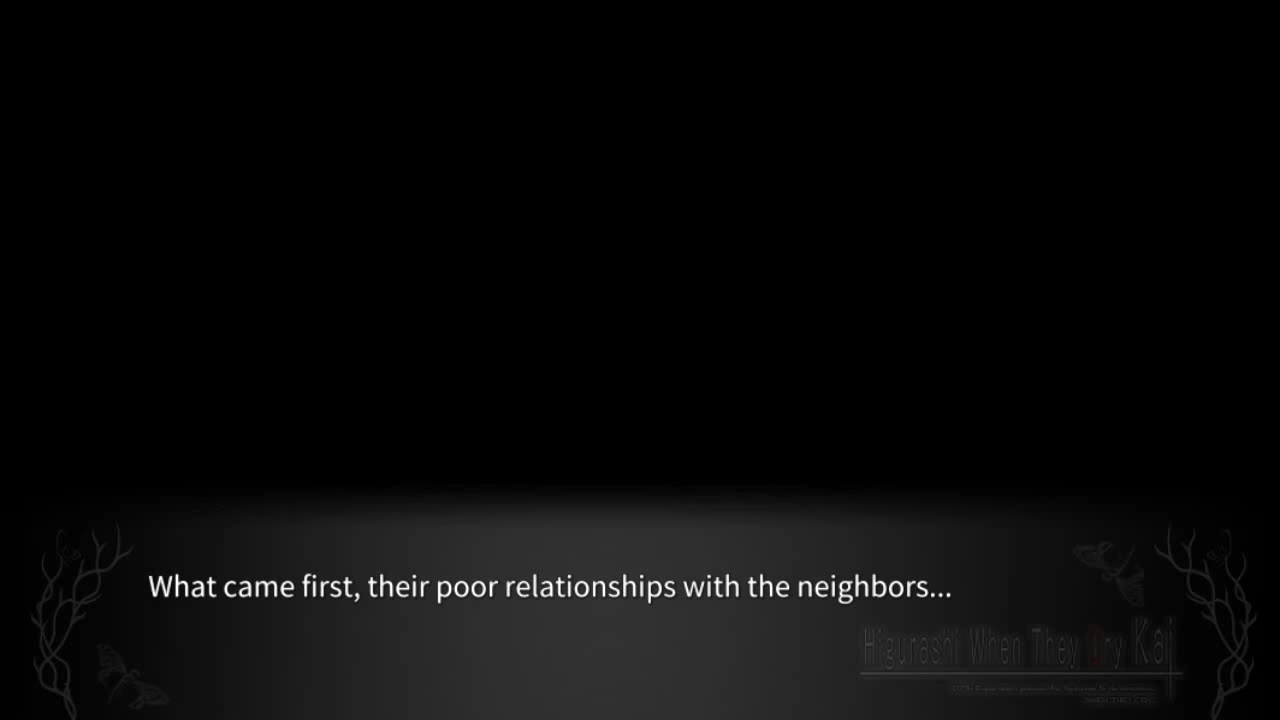 What came first, their poor relationships with the neighbors...
Higurashi When They Cry Kai